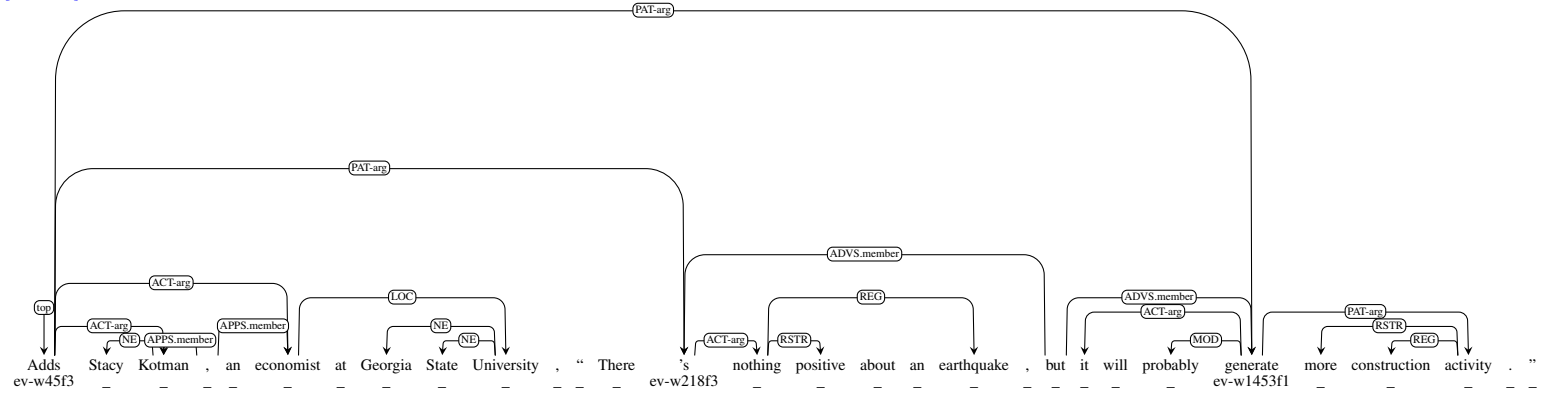 PAT-arg
PAT-arg
ADVS.member
ACT-arg
LOC REG ADVS.member
top ACT-arg PAT-arg
ACT-arg APPS.member NE RSTR
NE APPS.member NE ACT-arg RSTR MOD REG
Adds Stacy Kotman , an economist at Georgia State University , “ There 's nothing positive about an earthquake , but it will probably generate more construction activity . ”
ev-w45f3 _ _ _ _ _ _ _ _ _ _ _ _ ev-w218f3 _ _ _ _ _ _ _ _ _ _ ev-w1453f1 _ _ _ _ _